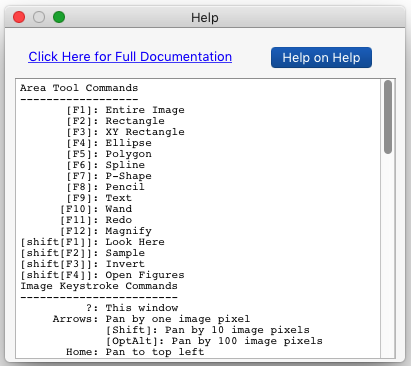 Help
Click Here for Full Documentation
Help on Help
Area Tool Commands
------------------
[F1]: Entire Image
[F2]: Rectangle
[F3]: XY Rectangle
[F4]: Ellipse
[F5]: Polygon
[F6]: Spline
[F7]: P-Shape
[F8]: Pencil
[F9]: Text
[F10]: Wand
[F11]: Redo
[F12]: Magnify
[shift[F1]]: Look Here
[shift[F2]]: Sample
[shift[F3]]: Invert
[shift[F4]]: Open Figures
Image Keystroke Commands
------------------------
?: This window
Arrows: Pan by one image pixel
[Shift]: Pan by 10 image pixels
[OptAlt]: Pan by 100 image pixels
Home: Pan to top left